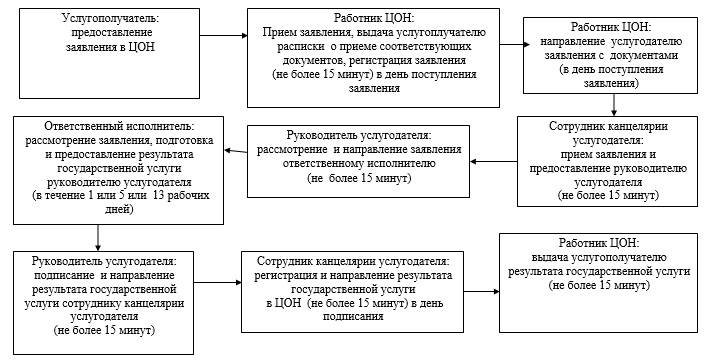 Услугополучатель:
предоставление
заявления в ЦОН
Работник ЦОН:
Прием заявления, выдача услугоплучателю
расписки о приеме соответствующих
документов, регистрация заявления
(не более 15 минут) в день поступления
заявления
Работник ЦОН:
направление услугодателю
заявления с документами
(в день поступления
заявления)
Сотрудник канцелярии
услугодателя:
прием заявления и
предоставление руководителю
услугодателя
(не более 15 минут)
Руководитель услугодателя:
рассмотрение и направление заявления
ответственному исполнителю
(не более 15 минут)
Ответственный исполнитель:
рассмотрение заявления, подготовка
и предоставление результата
государственной услуги
руководителю услугодателя
(в течение 1 или 5 или 13 рабочих
дней)
Руководитель услугодателя:
подписание и направление
результата государственной
услуги сотруднику канцелярии
услугодателя
(не более 15 минут)
Сотрудник канцелярии услугодателя:
регистрация и направление результата
государственной услуги
в ЦОН (не более 15 минут) в день
подписания
Работник ЦОН:
выдача услугополучателю
результата государственной услуги
(не более 15 минут)